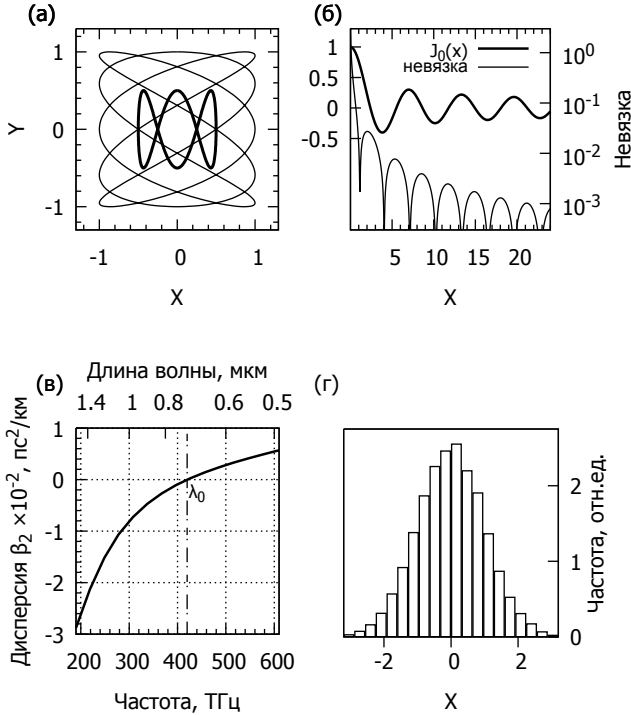 (а)
Y
1
0
-1
-1 0 1
X
(б)
1
0.5
0
-0.5
J0(x)
невязка
10^0
10^-1
10^-2
10^-3
Невязка
5 10 15 20
X
(в)
Длина волны, мкм
1.4 1 0.8 0.6 0.5
Дисперсия β2 ×10^-2, пс^2/км
1
0
-1
-2
-3
λ0
200 300 400 500 600
Частота, ТГц
(г)
2
1
0
Частота, отн.ед.
-2 0 2
X